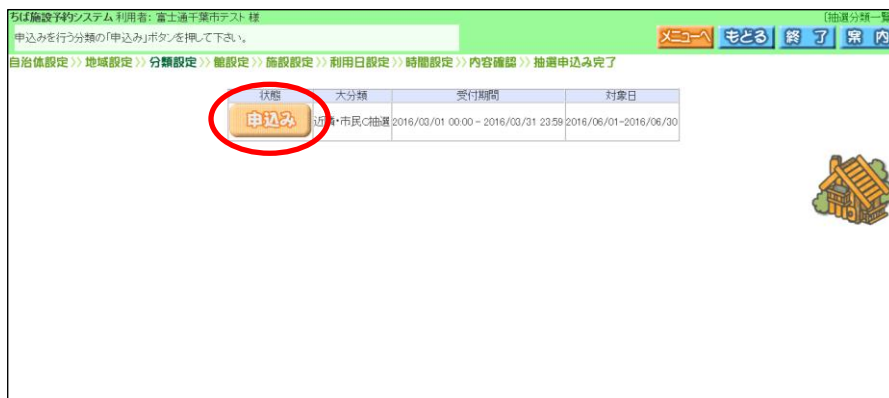 ちば施設予約システム 利用者: 富士通千葉市テスト 様
(抽選分類一覧
申込みを行う分類の「申込み」ボタンを押して下さい。
メニューへ もどる 終了 案内
自治体設定》地域設定》分類設定》館設定》施設設定》利用日設定》時間設定》内容確認》抽選申込み完了
状態 大分類 受付期間 対象日
申込み 近隣・市民C抽選 2016/03/01 00:00 - 2016/03/31 23:59 2016/06/01-2016/06/30